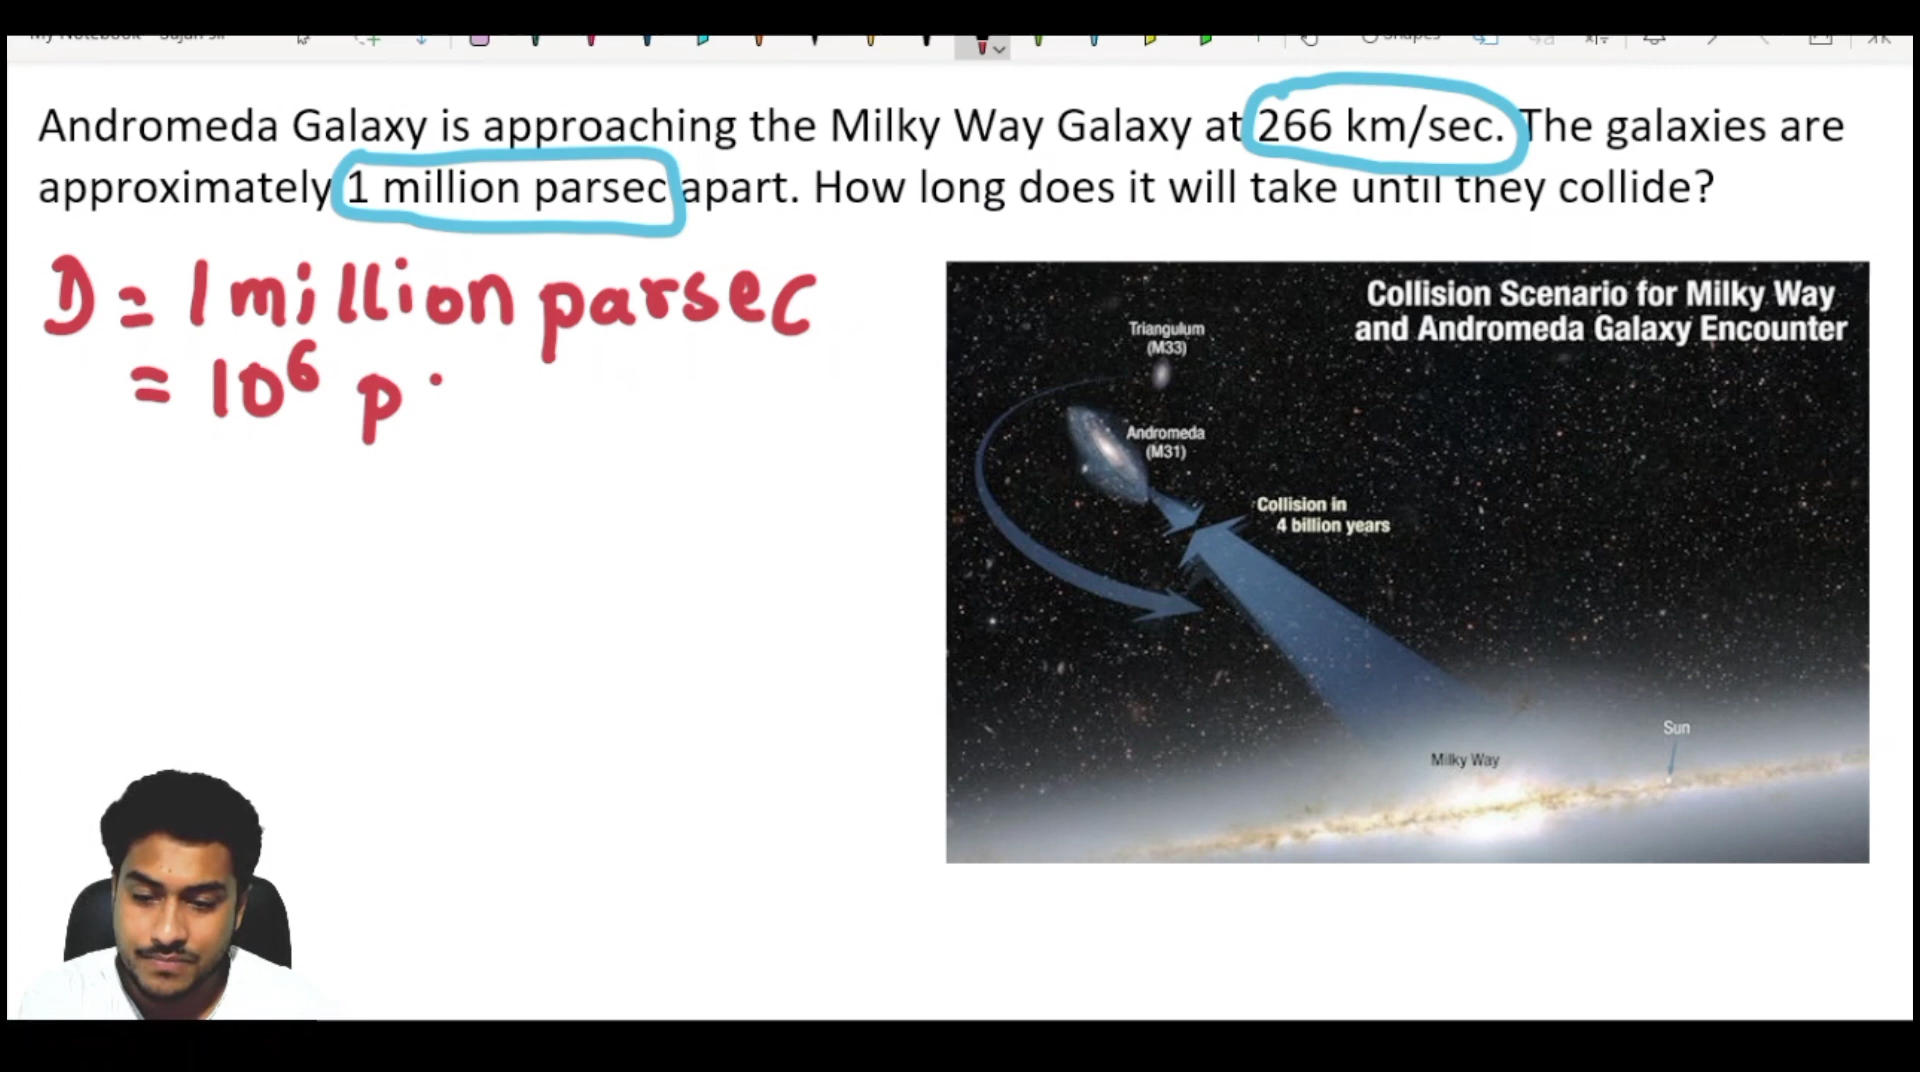 Andromeda Galaxy is approaching the Milky Way Galaxy at 266 km/sec. The galaxies are
approximately 1 million parsec apart. How long does it will take until they collide?
D = 1 million parsec
= 10⁶ p
Collision Scenario for Milky Way
and Andromeda Galaxy Encounter
Triangulum
(M33)
Andromeda
(M31)
Collision in
4 billion years
Sun
Milky Way